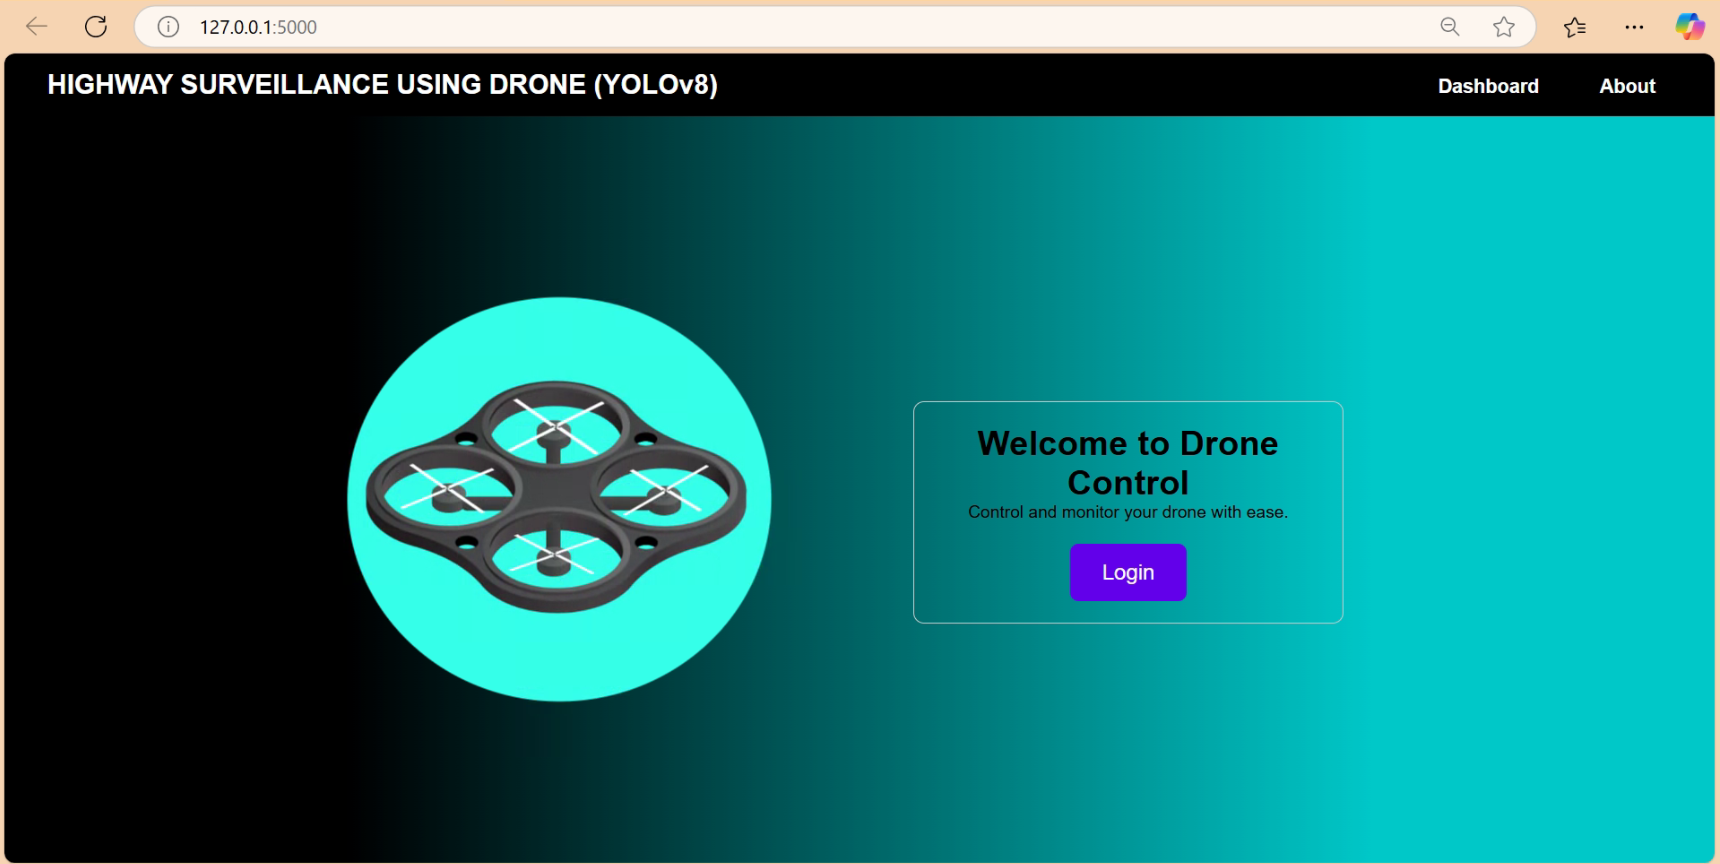 127.0.0.1:5000
HIGHWAY SURVEILLANCE USING DRONE (YOLOv8)
Dashboard
About
Welcome to Drone
Control
Control and monitor your drone with ease.
Login